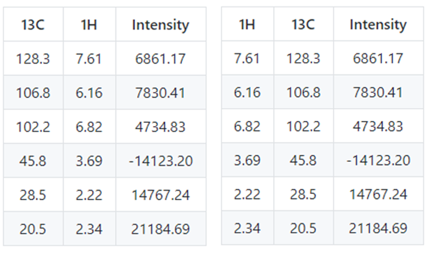 13C 1H Intensity
128.3 7.61 6861.17
106.8 6.16 7830.41
102.2 6.82 4734.83
45.8 3.69 -14123.20
28.5 2.22 14767.24
20.5 2.34 21184.69
1H 13C Intensity
7.61 128.3 6861.17
6.16 106.8 7830.41
6.82 102.2 4734.83
3.69 45.8 -14123.20
2.22 28.5 14767.24
2.34 20.5 21184.69